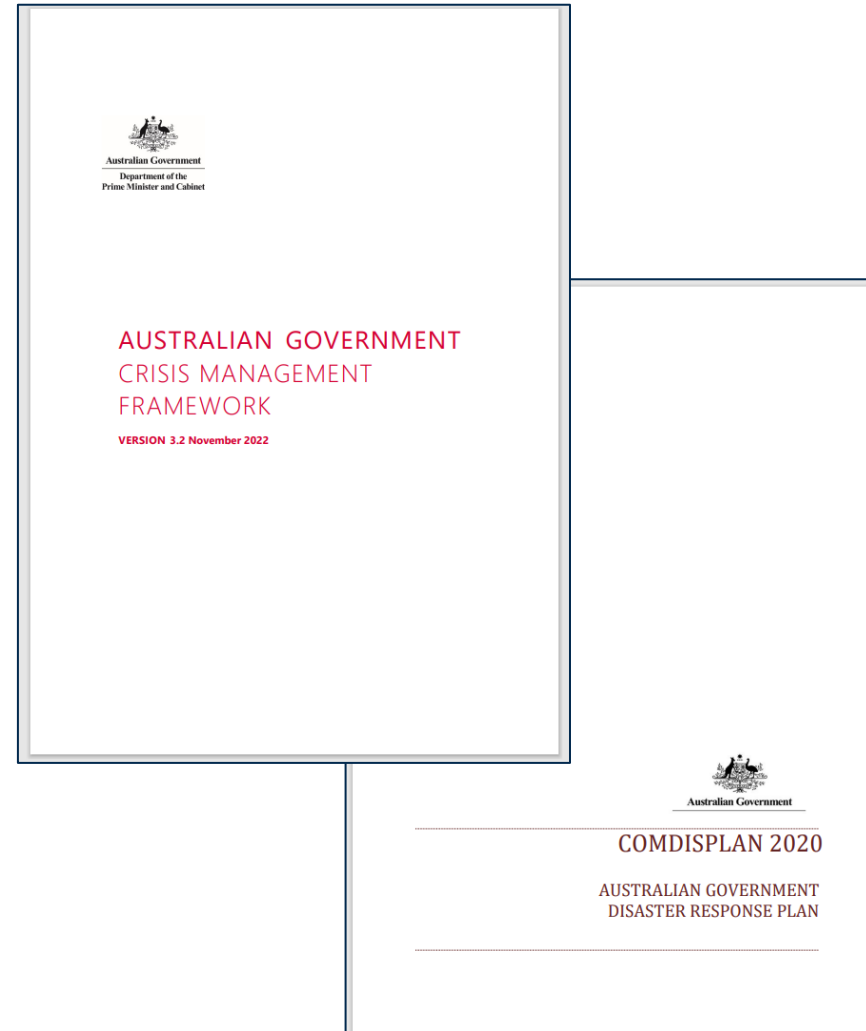 Australian Government
Department of the
Prime Minister and Cabinet
AUSTRALIAN GOVERNMENT
CRISIS MANAGEMENT
FRAMEWORK
VERSION 3.2 November 2022
Australian Government
COMDISPLAN 2020
AUSTRALIAN GOVERNMENT
DISASTER RESPONSE PLAN